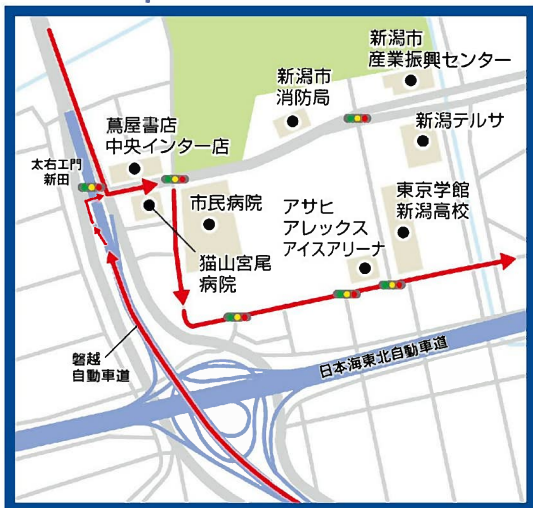 新潟市
産業振興センター
新潟市
消防局
新潟テルサ
蔦屋書店
中央インター店
太右エ門
新田
市民病院
アサヒ
アレックス
アイスアリーナ
東京学館
新潟高校
猫山宮尾
病院
磐越
自動車道
日本海東北自動車道